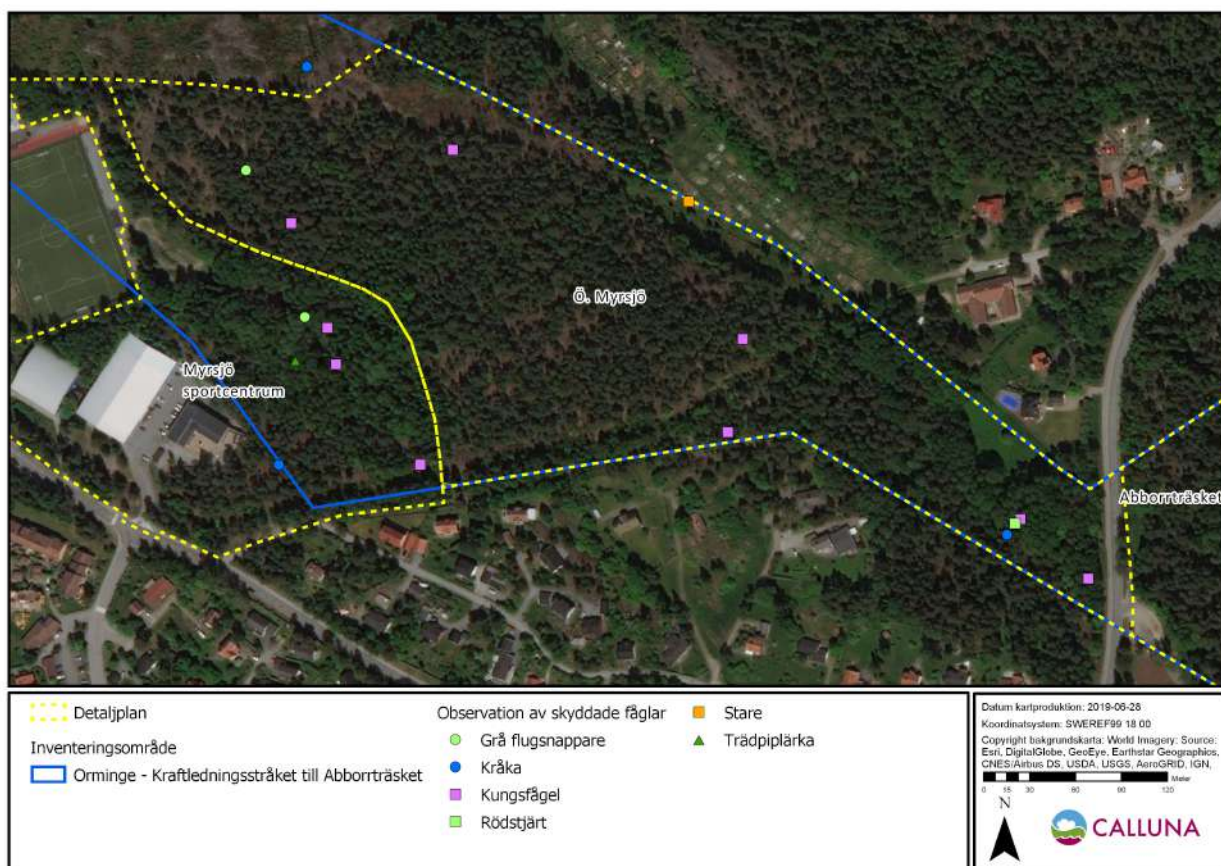 Ö. Myrsjö
Myrsjö
sportcentrum
Abborrträsket
Detaljplan
Inventeringsområde
Orminge - Kraftledningsstråket till Abborrträsket
Observation av skyddade fåglar
Grå flugsnappare
Kråka
Kungsfågel
Rödstjärt
Stare
Trädpiplärka
Datum kartproduktion: 2019-06-28
Koordinatsystem: SWEREF99 18 00
Copyright bakgrundskarta: World Imagery: Source:
Esri, DigitalGlobe, GeoEye, Earthstar Geographics,
CNES/Airbus DS, USDA, USGS, AeroGRID, IGN,
Meter
0 15 30 60 90 120
N
CALLUNA